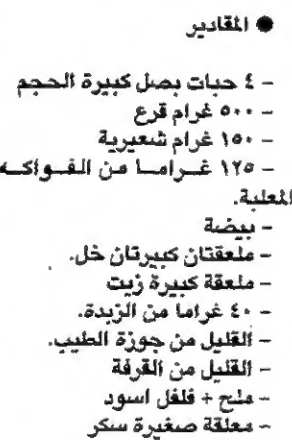 ● المقادير
- ٤ حبات بصل كبيرة الحجم
- ٥٠٠ غرام قرع
- ١٥٠ غرام شعيرية
- ١٢٥ غـرامـا من الفـواكـه
المعلبة.
- بيضة
- ملعقتان كبيرتان خل.
- ملعقة كبيرة زيت
- ٤٠ غراما من الزبدة.
- القليل من جوزة الطيب.
- القليل من القرفة
- ملح + فلفل اسود
- معلقة صغيرة سكر